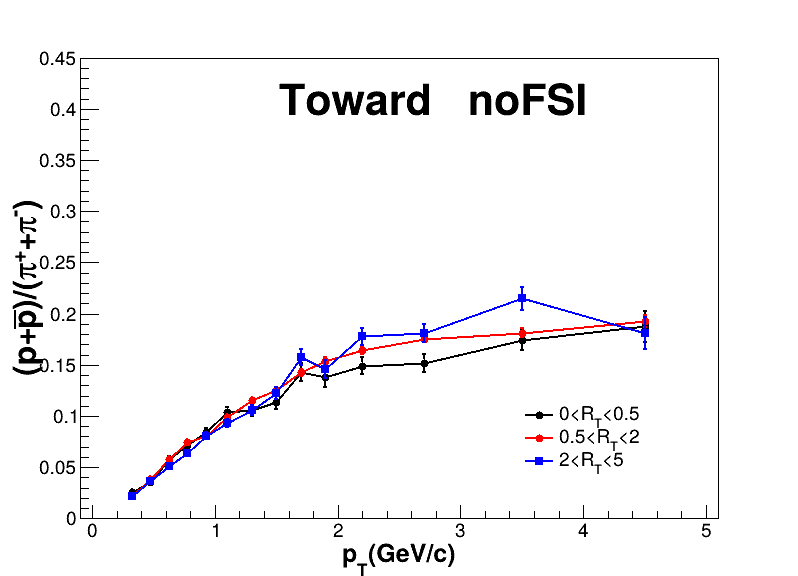 Toward noFSI
0.45
0.4
0.35
0.3
0.25
0.2
0.15
0.1
0.05
0
(p+p̅)/(π⁺+π⁻)
0<R_T<0.5
0.5<R_T<2
2<R_T<5
0 1 2 3 4 5
p_T(GeV/c)